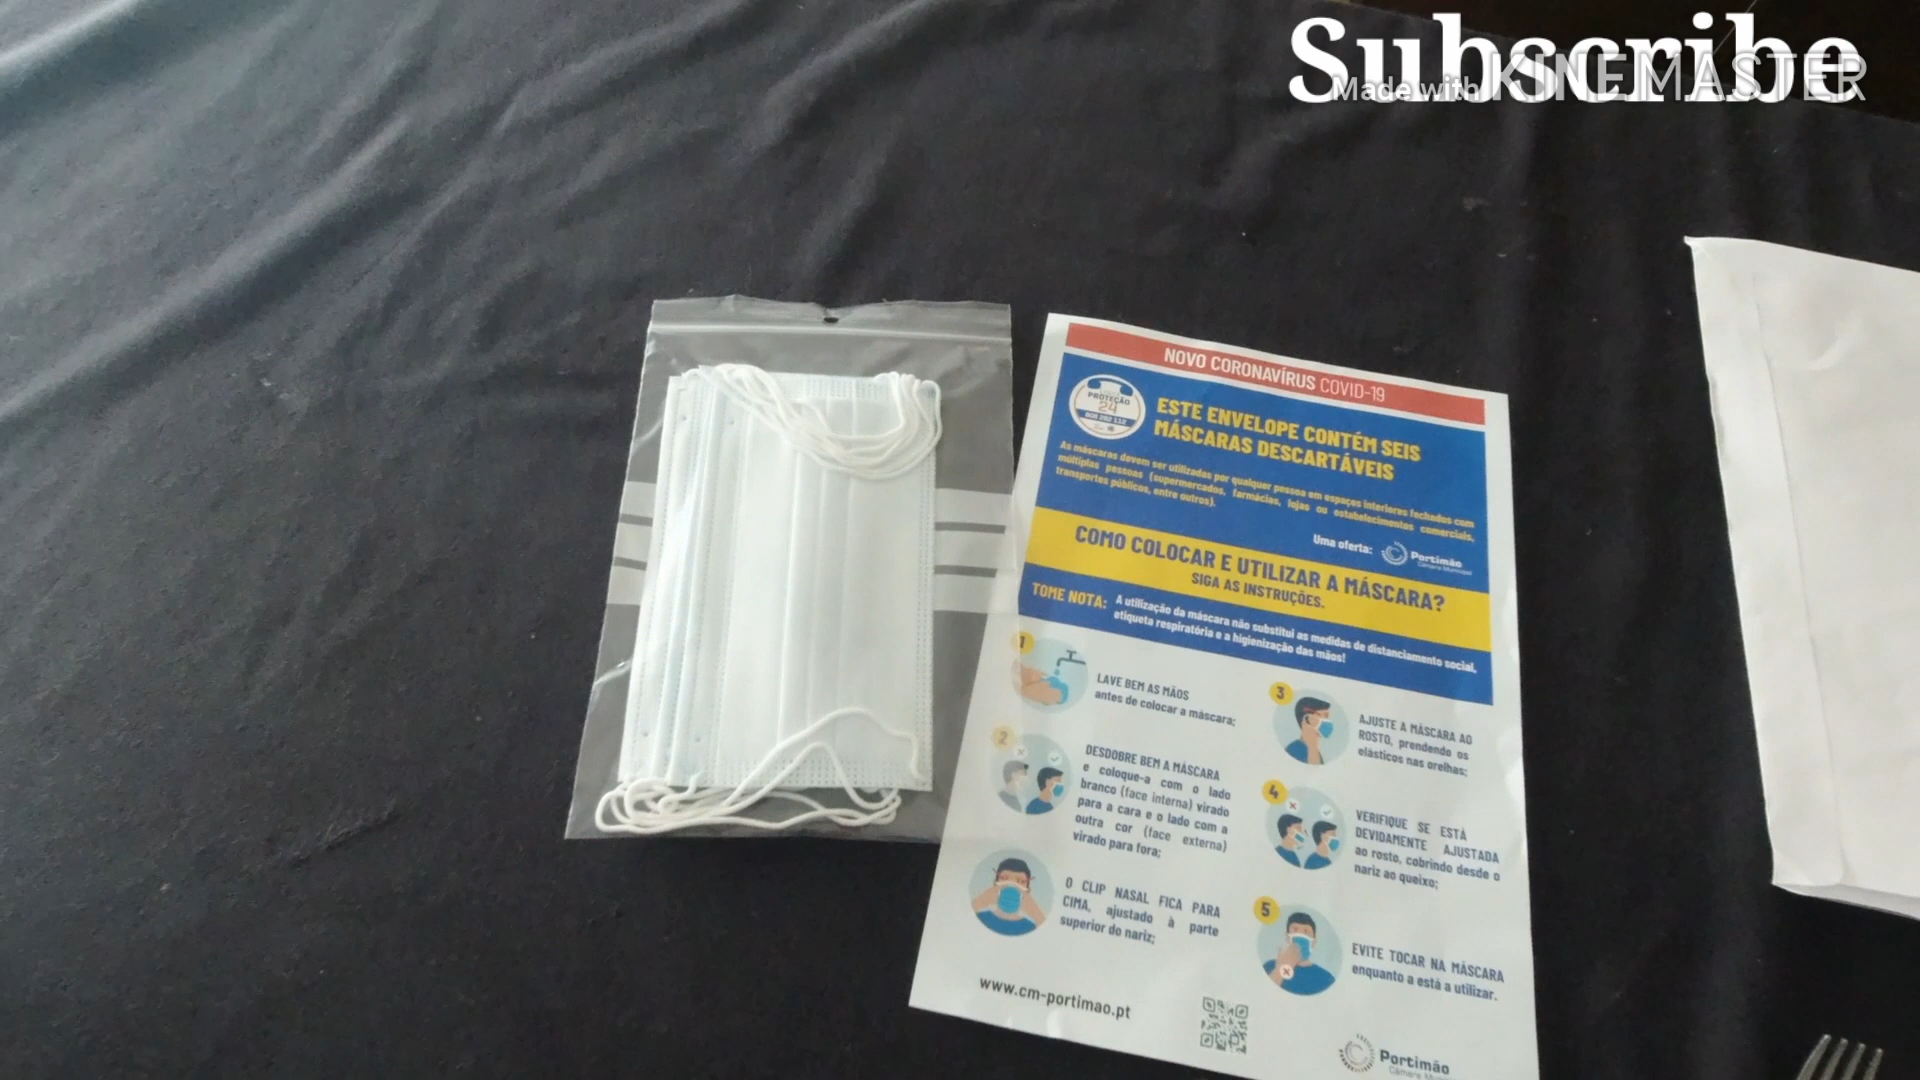 Subscribe
Made with KINEMASTER
NOVO CORONAVÍRUS COVID-19
PROTEÇÃO
24
808 282 112
ESTE ENVELOPE CONTÉM SEIS
MÁSCARAS DESCARTÁVEIS
As máscaras devem ser utilizadas por qualquer pessoa em espaços interiores fechados com
múltiplas pessoas (supermercados, farmácias, lojas ou estabelecimentos comerciais,
transportes públicos, entre outros).
Uma oferta:
Portimão
Câmara Municipal
COMO COLOCAR E UTILIZAR A MÁSCARA?
SIGA AS INSTRUÇÕES.
TOME NOTA:
A utilização da máscara não substitui as medidas de distanciamento social,
etiqueta respiratória e a higienização das mãos!
1
LAVE BEM AS MÃOS
antes de colocar a máscara;
2
DESDOBRE BEM A MÁSCARA
e coloque-a com o lado
branco (face interna) virado
para a cara e o lado com a
outra cor (face externa)
virado para fora;
O CLIP NASAL FICA PARA
CIMA, ajustado à parte
superior do nariz;
3
AJUSTE A MÁSCARA AO
ROSTO, prendendo os
elásticos nas orelhas;
4
VERIFIQUE SE ESTÁ
DEVIDAMENTE AJUSTADA
ao rosto, cobrindo desde o
nariz ao queixo;
5
EVITE TOCAR NA MÁSCARA
enquanto a está a utilizar.
www.cm-portimao.pt
Portimão
Câmara